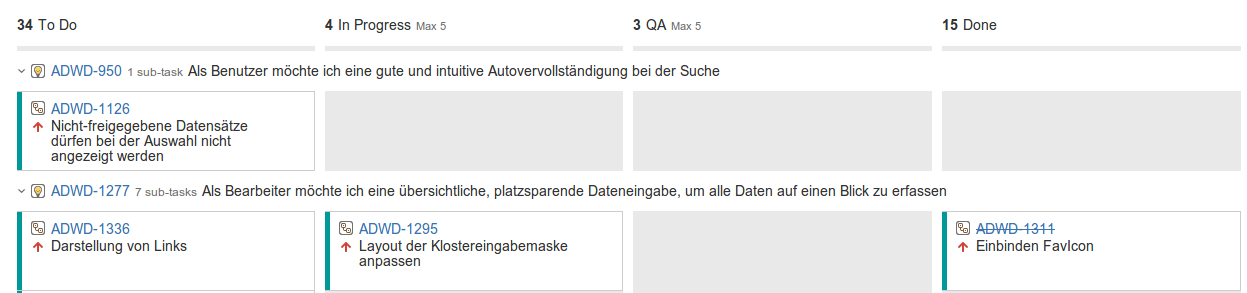 34 To Do
4 In Progress Max 5
3 QA Max 5
15 Done
ADWD-950 1 sub-task Als Benutzer möchte ich eine gute und intuitive Autovervollständigung bei der Suche
ADWD-1126
Nicht-freigegebene Datensätze
dürfen bei der Auswahl nicht
angezeigt werden
ADWD-1277 7 sub-tasks Als Bearbeiter möchte ich eine übersichtliche, platzsparende Dateneingabe, um alle Daten auf einen Blick zu erfassen
ADWD-1336
Darstellung von Links
ADWD-1295
Layout der Klostereingabemaske
anpassen
ADWD-1311
Einbinden FavIcon